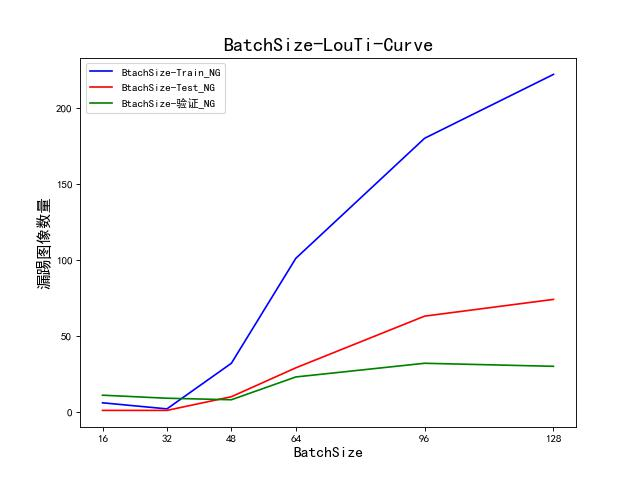 BatchSize-LouTi-Curve
BtachSize-Train_NG
BtachSize-Test_NG
BtachSize-验证_NG
漏踢图像数量
200
150
100
50
0
16 32 48 64 96 128
BatchSize